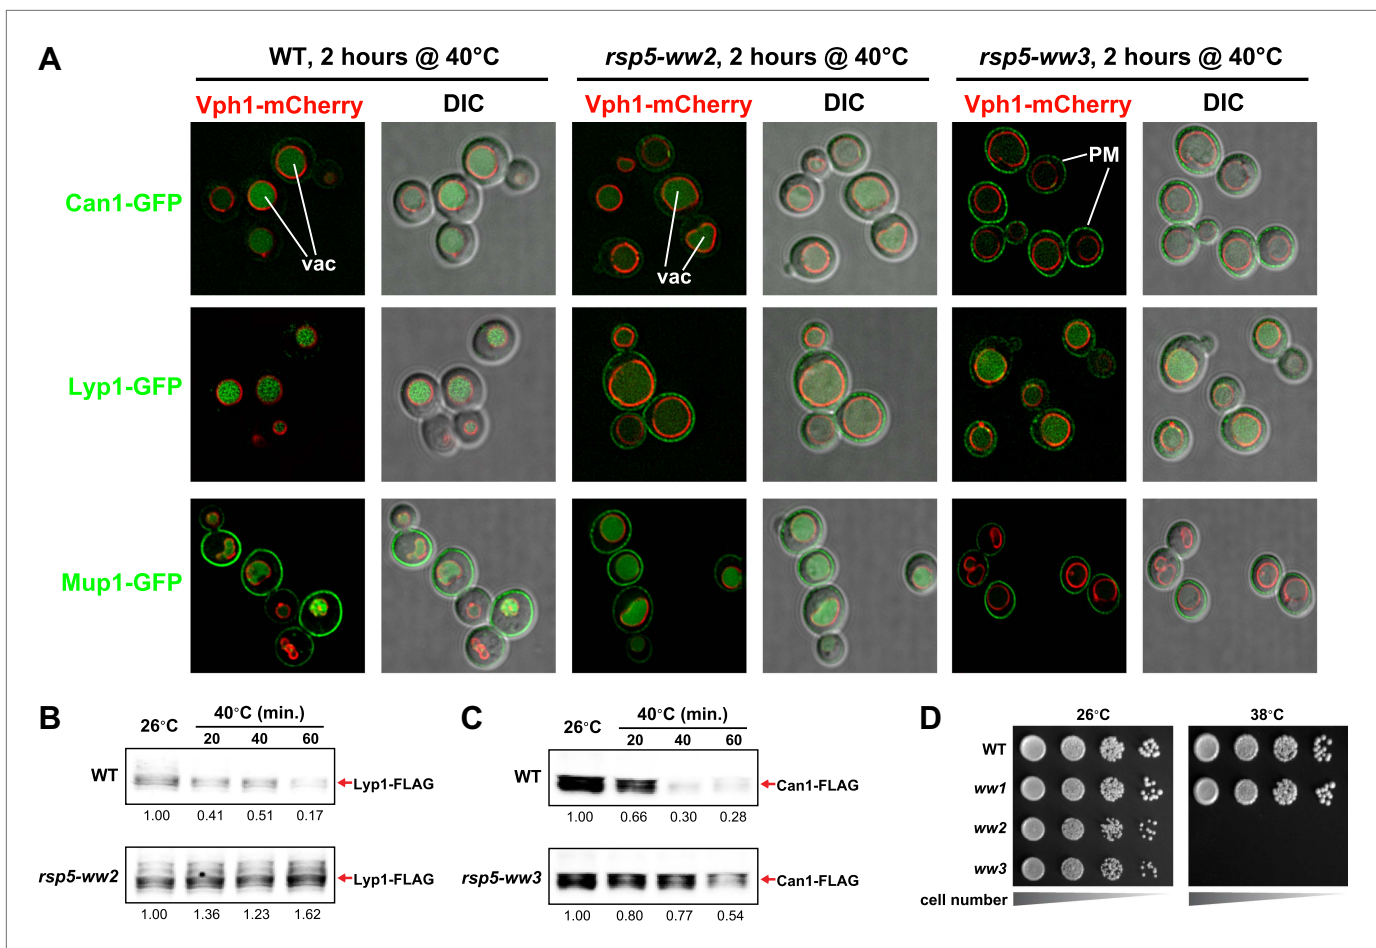 A
WT, 2 hours @ 40°C
rsp5-ww2, 2 hours @ 40°C
rsp5-ww3, 2 hours @ 40°C
Vph1-mCherry
DIC
Vph1-mCherry
DIC
Vph1-mCherry
DIC
Can1-GFP
vac
vac
PM
Lyp1-GFP
Mup1-GFP
B
26°C
40°C (min.)
20 40 60
WT
Lyp1-FLAG
1.00 0.41 0.51 0.17
rsp5-ww2
Lyp1-FLAG
1.00 1.36 1.23 1.62
C
26°C
40°C (min.)
20 40 60
WT
Can1-FLAG
1.00 0.66 0.30 0.28
rsp5-ww3
Can1-FLAG
1.00 0.80 0.77 0.54
D
26°C
38°C
WT
ww1
ww2
ww3
cell number